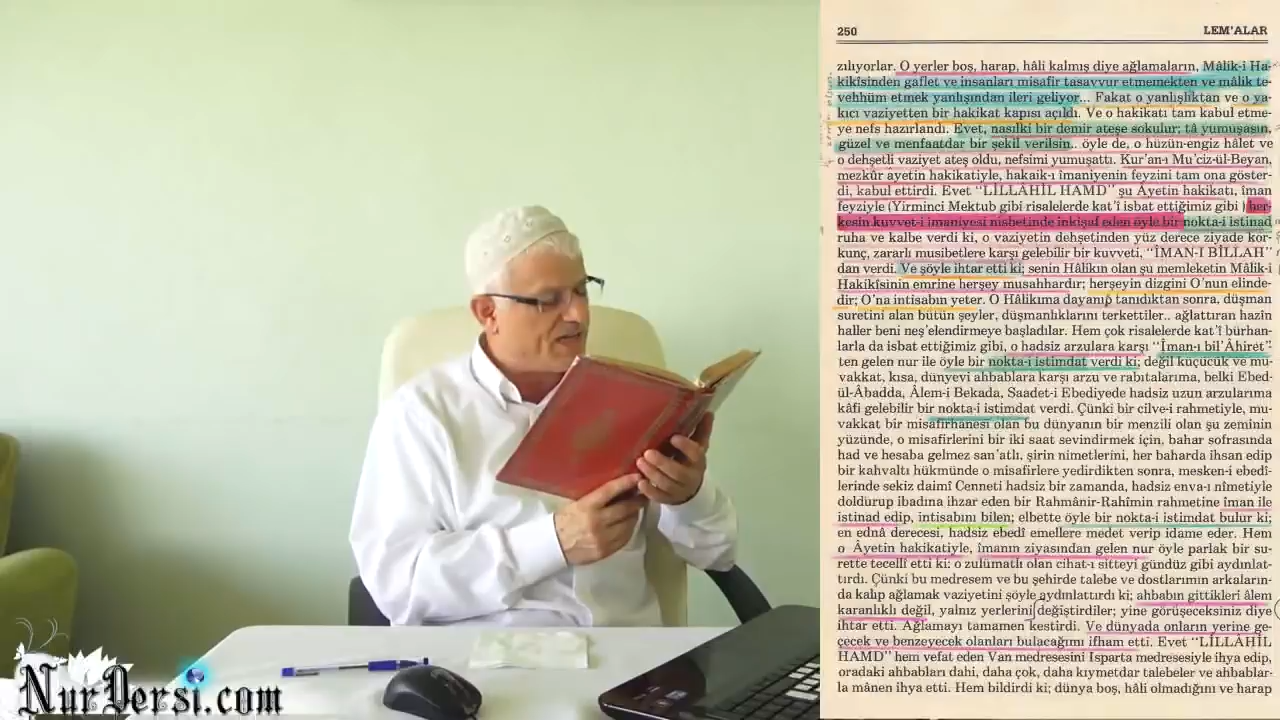 250 LEM'ALAR
zılıyorlar. O yerler boş, harap, hâli kalmış diye ağlamaların, Mâlik-i Ha-
kikîsinden gaflet ve insanları misafir tasavvur etmemekten ve mâlik te-
vehhüm etmek yanlışından ileri geliyor... Fakat o yanlışlıktan ve o ya-
kıcı vaziyetten bir hakikat kapısı açıldı. Ve o hakikatı tam kabul etme-
ye nefs hazırlandı. Evet, nasılki bir demir ateşe sokulur; tâ yumuşasın,
güzel ve menfaatdar bir şekil verilsin.. öyle de, o hüzün-engiz hâlet ve
o dehşetli vaziyet ateş oldu, nefsimi yumuşattı. Kur'an-ı Mu'ciz-ül-Beyan,
mezkûr âyetin hakikatiyle, hakaik-ı imaniyenin feyzini tam ona göster-
di, kabul ettirdi. Evet "LİLLÂHİL HAMD" şu Âyetin hakikatı, îman
feyziyle (Yirminci Mektub gibi risalelerde kat'î isbat ettiğimiz gibi) her-
kesin kuvvet-i imaniyesi nisbetinde inkişaf eden öyle bir nokta-i istinad
ruha ve kalbe verdi ki, o vaziyetin dehşetinden yüz derece ziyade kor-
kunç, zararlı musibetlere karşı gelebilir bir kuvveti, "ÎMAN-I BİLLAH"
dan verdi. Ve şöyle ihtar etti ki; senin Hâlikın olan şu memleketin Mâlik-i
Hakikîsinin emrine herşey musahhardır; herşeyin dizgini O'nun elinde-
dir; O'na intisabın yeter. O Hâlikıma dayanıp tanıdıktan sonra, düşman
suretini alan bütün şeyler, düşmanlıklarını terkettiler.. ağlattıran hazîn
haller beni neş'elendirmeye başladılar. Hem çok risalelerde kat'î bürhan-
larla da isbat ettiğimiz gibi, o hadsiz arzulara karşı "Îman-ı bil'Âhiret"
ten gelen nur ile öyle bir nokta-i istimdat verdi ki; değil küçücük ve mu-
vakkat, kısa, dünyevi ahbablara karşı arzu ve rabıtalarıma, belki Ebed-
ül-Âbadda, Âlem-i Bekada, Saadet-i Ebediyede hadsiz uzun arzularıma
kâfi gelebilir bir nokta-i istimdat verdi. Çünki bir cilve-i rahmetiyle, mu-
vakkat bir misafirhanesi olan bu dünyanın bir menzili olan şu zeminin
yüzünde, o misafirlerini bir iki saat sevindirmek için, bahar sofrasında
had ve hesaba gelmez san'atlı, şirin nimetlerini, her baharda ihsan edip
bir kahvaltı hükmünde o misafirlere yedirdikten sonra, mesken-i ebedî-
lerinde sekiz daimî Cenneti hadsiz bir zamanda, hadsiz enva-ı nîmetiyle
doldurup ibadına ihzar eden bir Rahmânir-Rahîmin rahmetine îman ile
istinad edip, intisabını bilen; elbette öyle bir nokta-i istimdat bulur ki;
en ednâ derecesi, hadsiz ebedî emellere medet verip idame eder. Hem
o Âyetin hakikatiyle, îmanın ziyasından gelen nur öyle parlak bir su-
rette tecellî etti ki: o zulümatlı olan cihat-ı sitteyi gündüz gibi aydınlat-
tırdı. Çünki bu medresem ve bu şehirde talebe ve dostlarımın arkaların-
da kalıp ağlamak vaziyetini şöyle aydınlattırdı ki; ahbabın gittikleri âlem
karanlıklı değil, yalnız yerlerini değiştirdiler; yine görüşeceksiniz diye
ihtar etti. Ağlamayı tamamen kestirdi. Ve dünyada onların yerine ge-
çecek ve benzeyecek olanları bulacağımı ifham etti. Evet "LİLLÂHİL
HAMD" hem vefat eden Van medresesini Isparta medresesiyle ihya edip,
oradaki ahbabları dahi, daha çok, daha kıymetdar talebeler ve ahbablar-
la mânen ihya etti. Hem bildirdi ki; dünya boş, hâli olmadığını ve harap
NurDersi.com